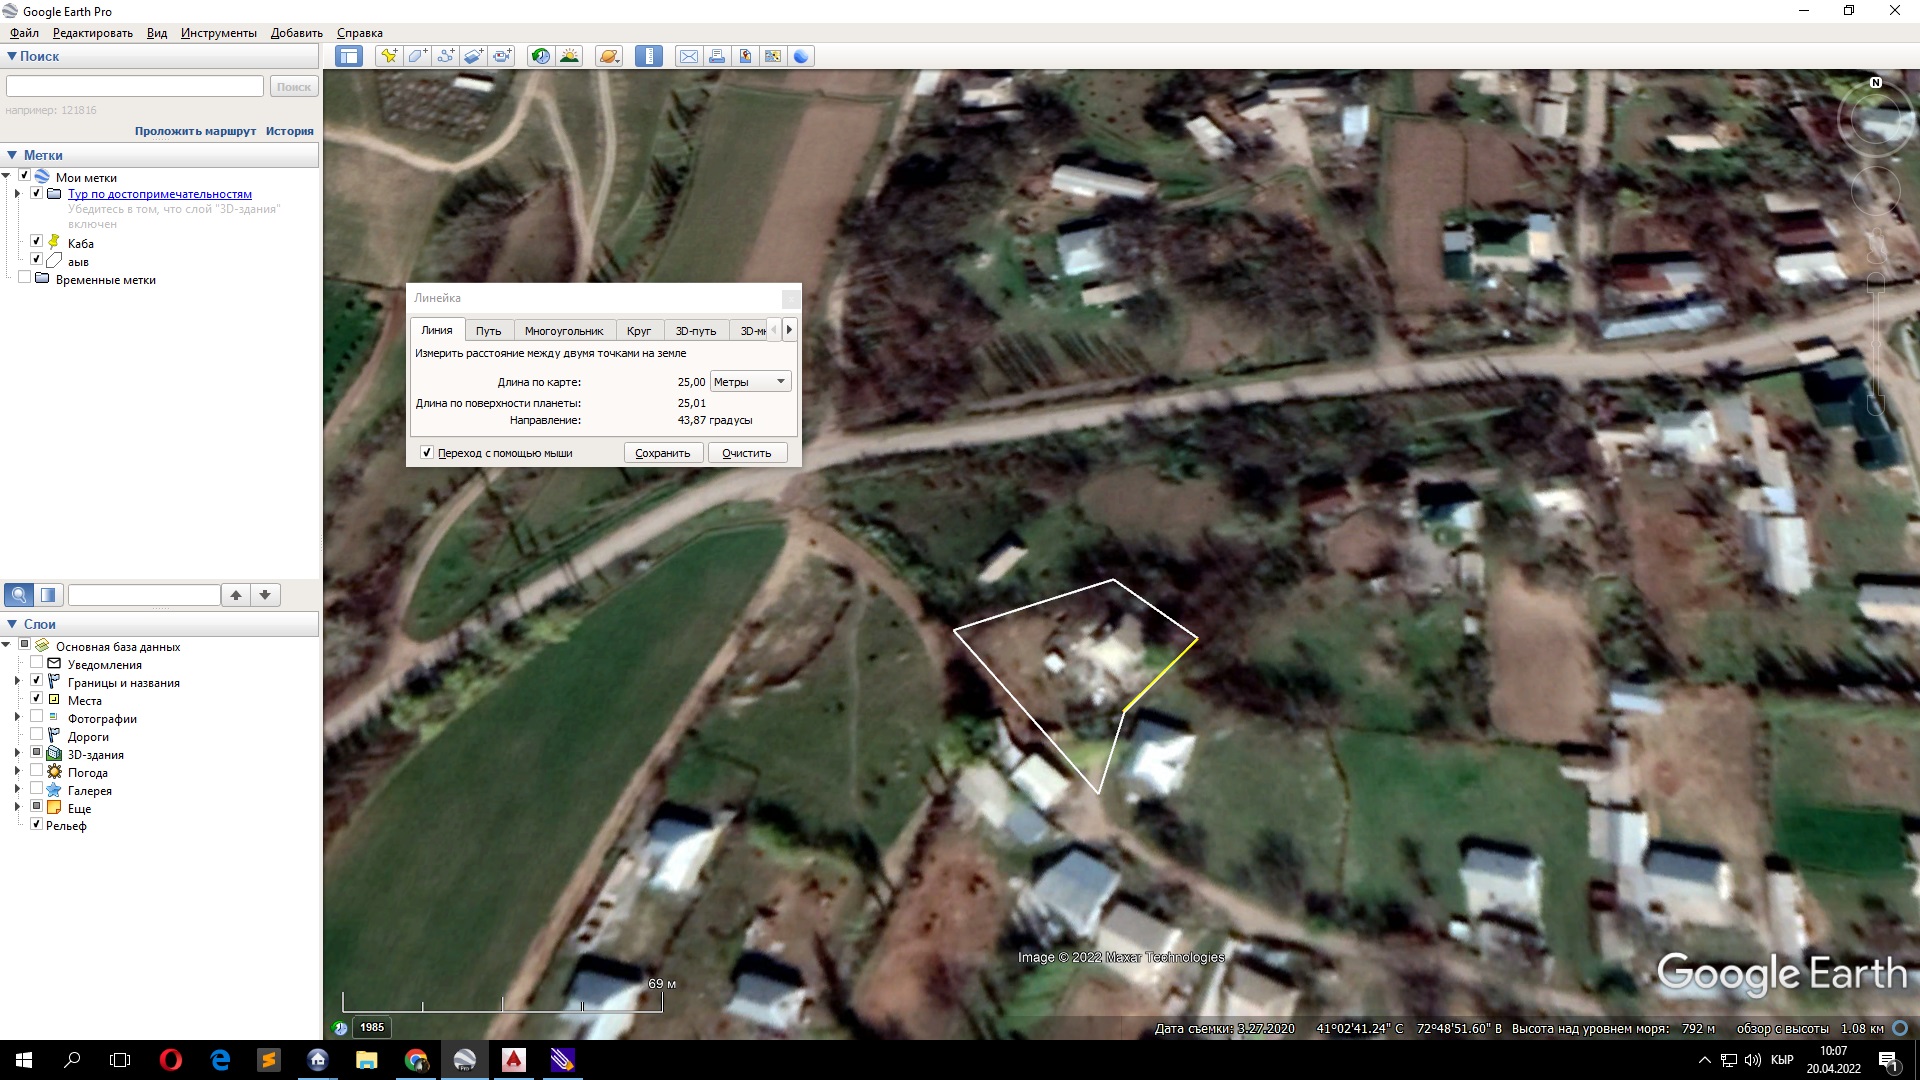 Google Earth Pro
Файл Редактировать Вид Инструменты Добавить Справка
Поиск
Поиск
например: 121816
Проложить маршрут История
Метки
Мои метки
Тур по достопримечательностям
Убедитесь в том, что слой "3D-здания"
включен
Каба
аыв
Временные метки
Линейка
Линия Путь Многоугольник Круг 3D-путь
Измерить расстояние между двумя точками на земле
Длина по карте: 25,00 Метры
Длина по поверхности планеты: 25,01
Направление: 43,87 градусы
Переход с помощью мыши Сохранить Очистить
N
Слои
Основная база данных
Уведомления
Границы и названия
Места
Фотографии
Дороги
3D-здания
Погода
Галерея
Еще
Рельеф
Image © 2022 Maxar Technologies
Google Earth
69 м
1985
Дата съемки: 3.27.2020 41°02'41.24" С 72°48'51.60" В Высота над уровнем моря: 792 м обзор с высоты 1.08 км
Pro
КЫР
10:07
20.04.2022
1